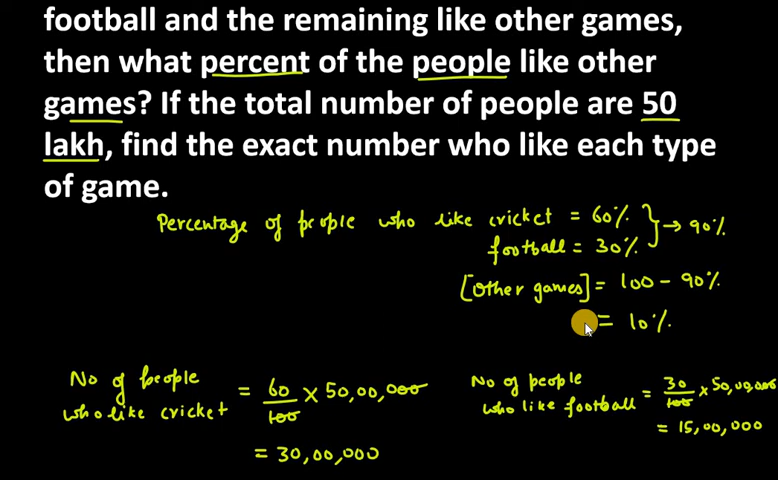 football and the remaining like other games,
then what percent of the people like other
games? If the total number of people are 50
lakh, find the exact number who like each type
of game.
Percentage of people who like cricket = 60% } → 90%
football = 30%
[other games] = 100 - 90%
= 10%
No of people who like cricket = 60/100 × 50,00,000
= 30,00,000
No of people who like football = 30/100 × 50,00,000
= 15,00,000